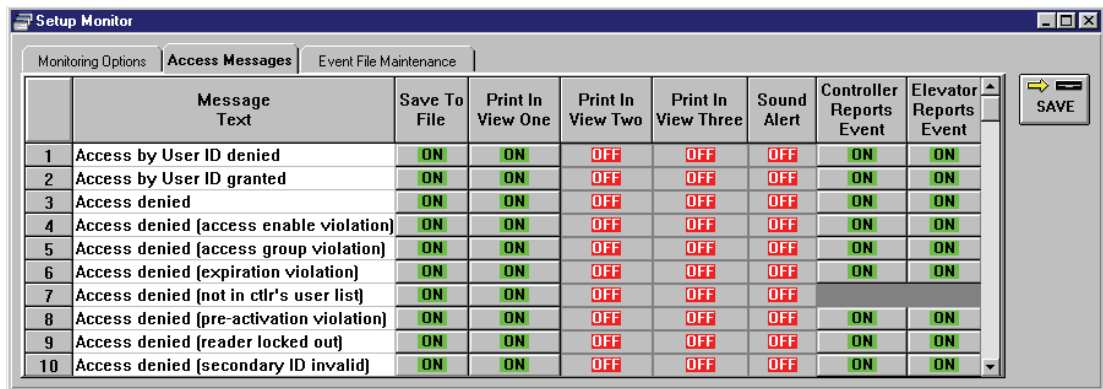 Setup Monitor
Monitoring Options Access Messages Event File Maintenance
Message Text Save To File Print In View One Print In View Two Print In View Three Sound Alert Controller Reports Event Elevator Reports Event
SAVE
1 Access by User ID denied ON ON OFF OFF OFF ON ON
2 Access by User ID granted ON ON OFF OFF OFF ON ON
3 Access denied ON ON OFF OFF OFF ON ON
4 Access denied (access enable violation) ON ON OFF OFF OFF ON ON
5 Access denied (access group violation) ON ON OFF OFF OFF ON ON
6 Access denied (expiration violation) ON ON OFF OFF OFF ON ON
7 Access denied (not in ctlr's user list) ON ON OFF OFF OFF
8 Access denied (pre-activation violation) ON ON OFF OFF OFF ON ON
9 Access denied (reader locked out) ON ON OFF OFF OFF ON ON
10 Access denied (secondary ID invalid) ON ON OFF OFF OFF ON ON